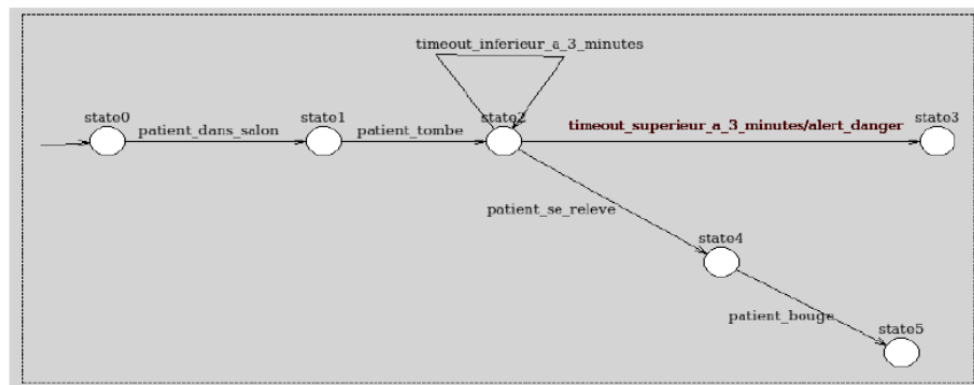 timeout_inferieur_a_3_minutes
state0
state1
state2
state3
patient_dans_salon
patient_tombe
timeout_superieur_a_3_minutes/alert_danger
patient_se_releve
state4
patient_bouge
state5